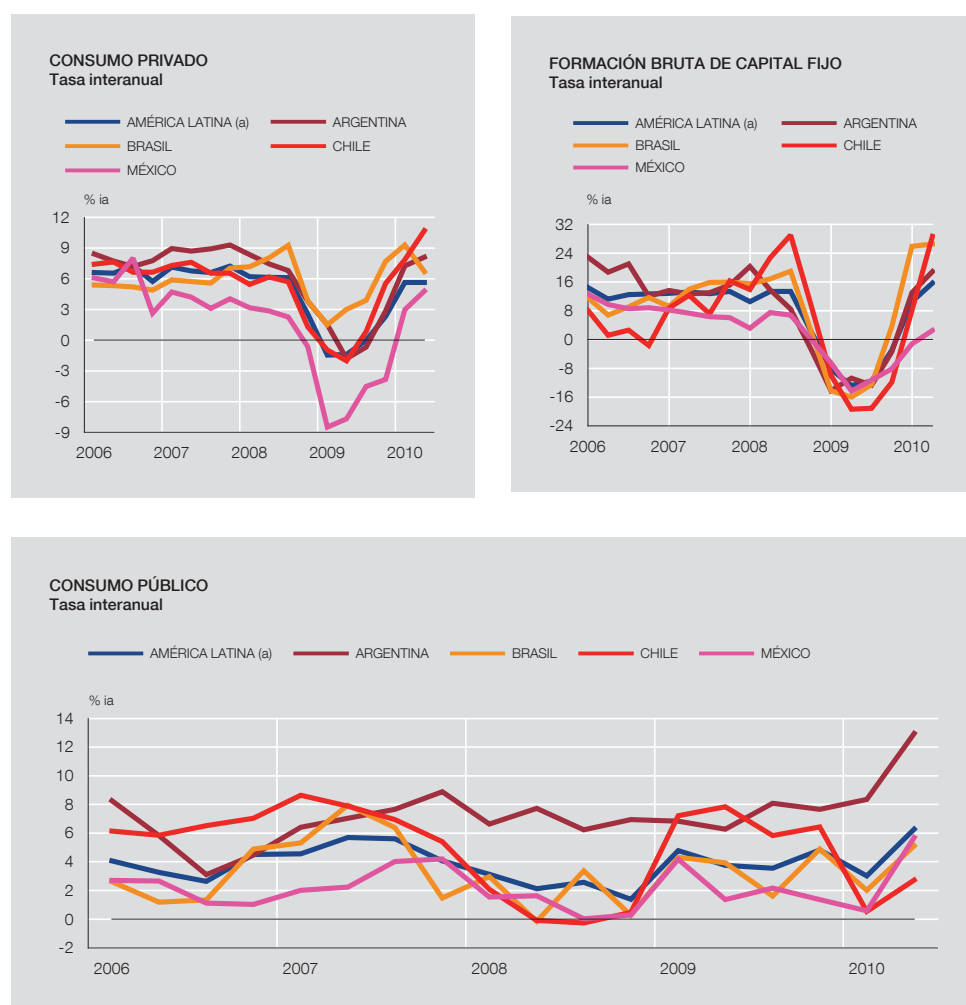 CONSUMO PRIVADO
Tasa interanual
AMÉRICA LATINA (a) ARGENTINA
BRASIL CHILE
MÉXICO
% ia
12
9
6
3
0
-3
-6
-9
2006 2007 2008 2009 2010
FORMACIÓN BRUTA DE CAPITAL FIJO
Tasa interanual
AMÉRICA LATINA (a) ARGENTINA
BRASIL CHILE
MÉXICO
% ia
32
24
16
8
0
-8
-16
-24
2006 2007 2008 2009 2010
CONSUMO PÚBLICO
Tasa interanual
AMÉRICA LATINA (a) ARGENTINA BRASIL CHILE MÉXICO
% ia
14
12
10
8
6
4
2
0
-2
2006 2007 2008 2009 2010